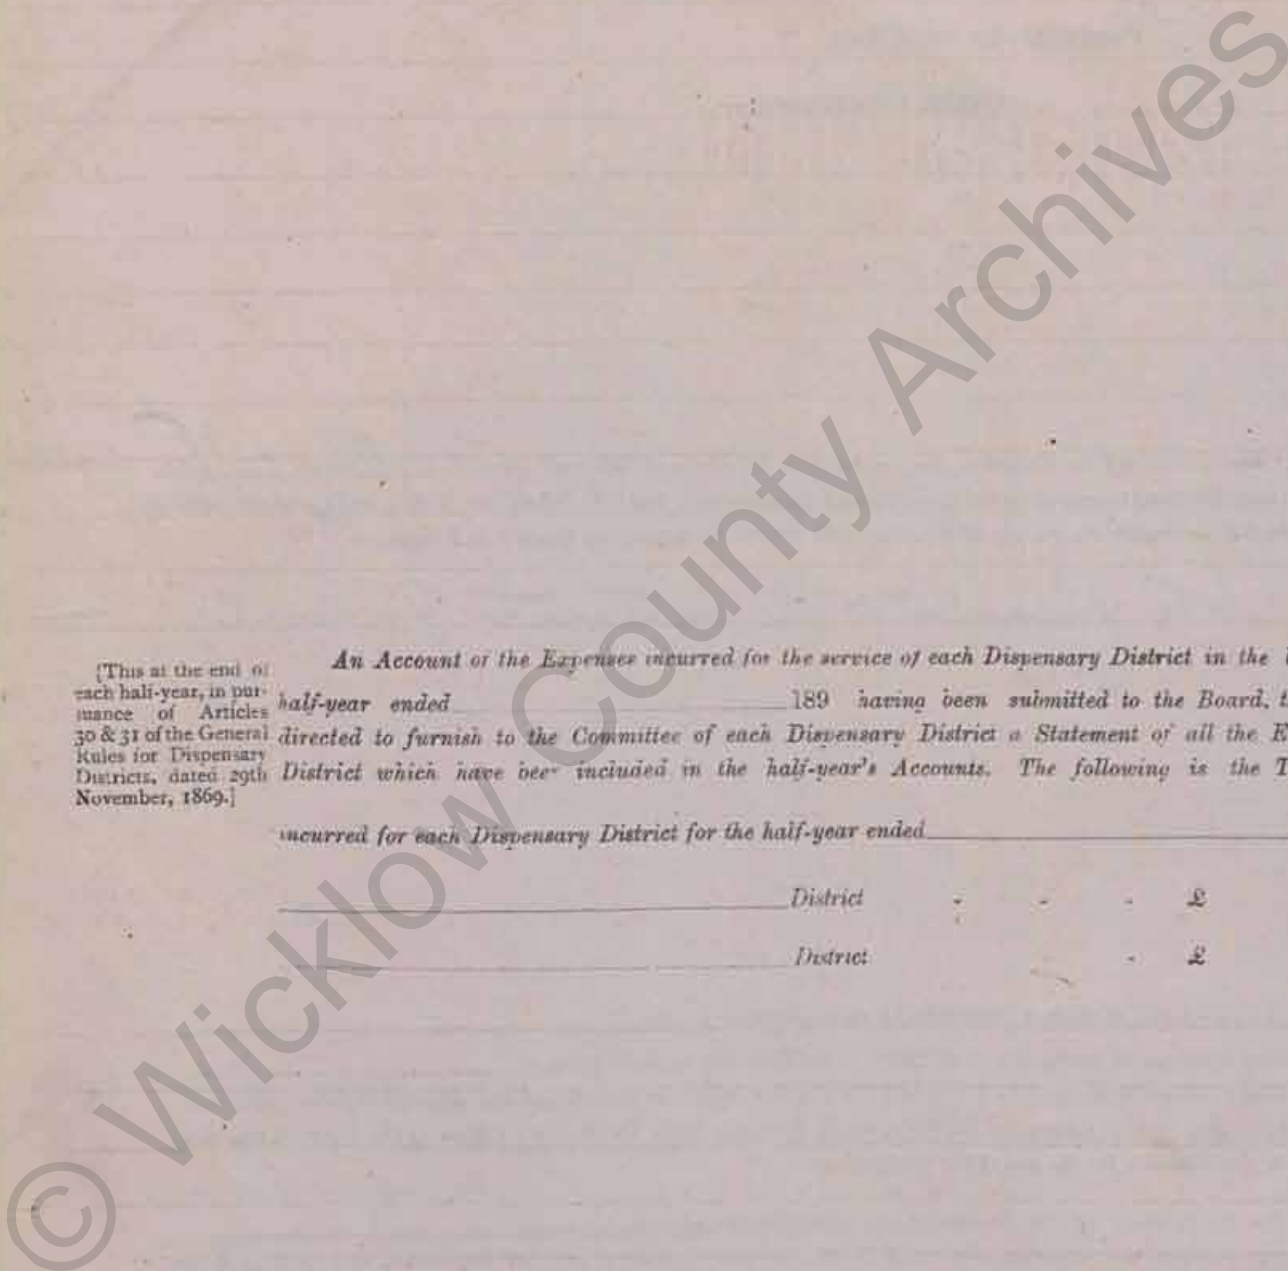 [This at the end of
each half-year, in pur-
suance of Articles
30 & 31 of the General
Rules for Dispensary
Districts, dated 29th
November, 1869.]
An Account of the Expenses incurred for the service of each Dispensary District in the
half-year ended 189 having been submitted to the Board,
directed to furnish to the Committee of each Dispensary District a Statement of all the
District which have been included in the half-year's Accounts. The following is the
incurred for each Dispensary District for the half-year ended
District - - - £
District - £
© Wicklow County Archives